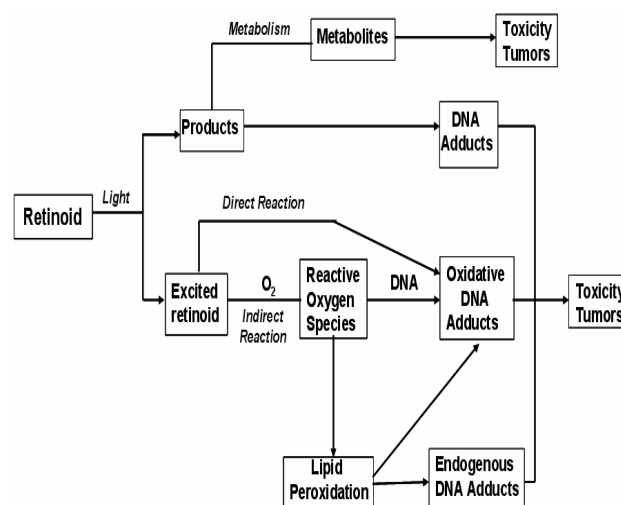 Metabolism
Metabolites
Toxicity
Tumors
Products
DNA
Adducts
Light
Retinoid
Direct Reaction
Excited
retinoid
O2
Indirect
Reaction
Reactive
Oxygen
Species
DNA
Oxidative
DNA
Adducts
Toxicity
Tumors
Lipid
Peroxidation
Endogenous
DNA Adducts